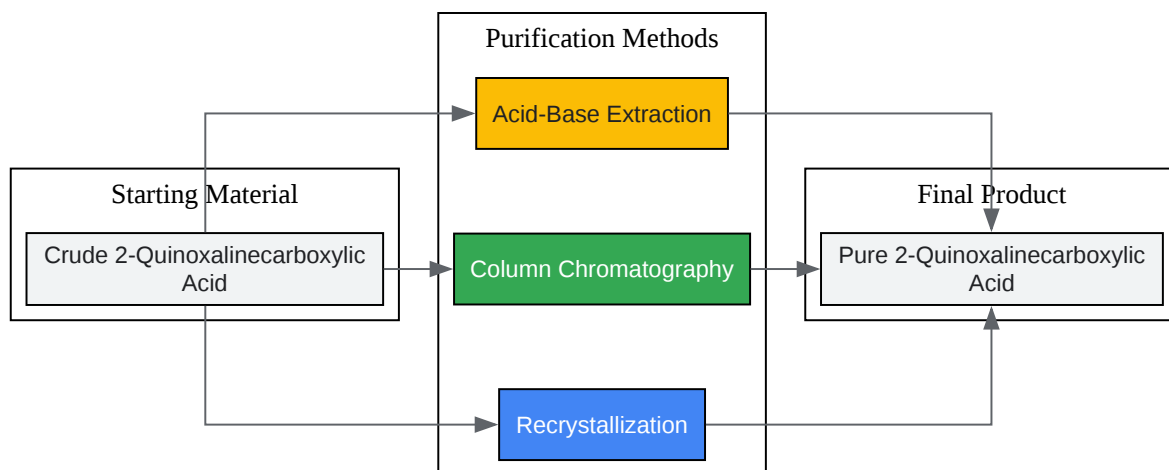 Purification Methods
Acid-Base Extraction
Starting Material
Crude 2-Quinoxalinecarboxylic
Acid
Column Chromatography
Final Product
Pure 2-Quinoxalinecarboxylic
Acid
Recrystallization